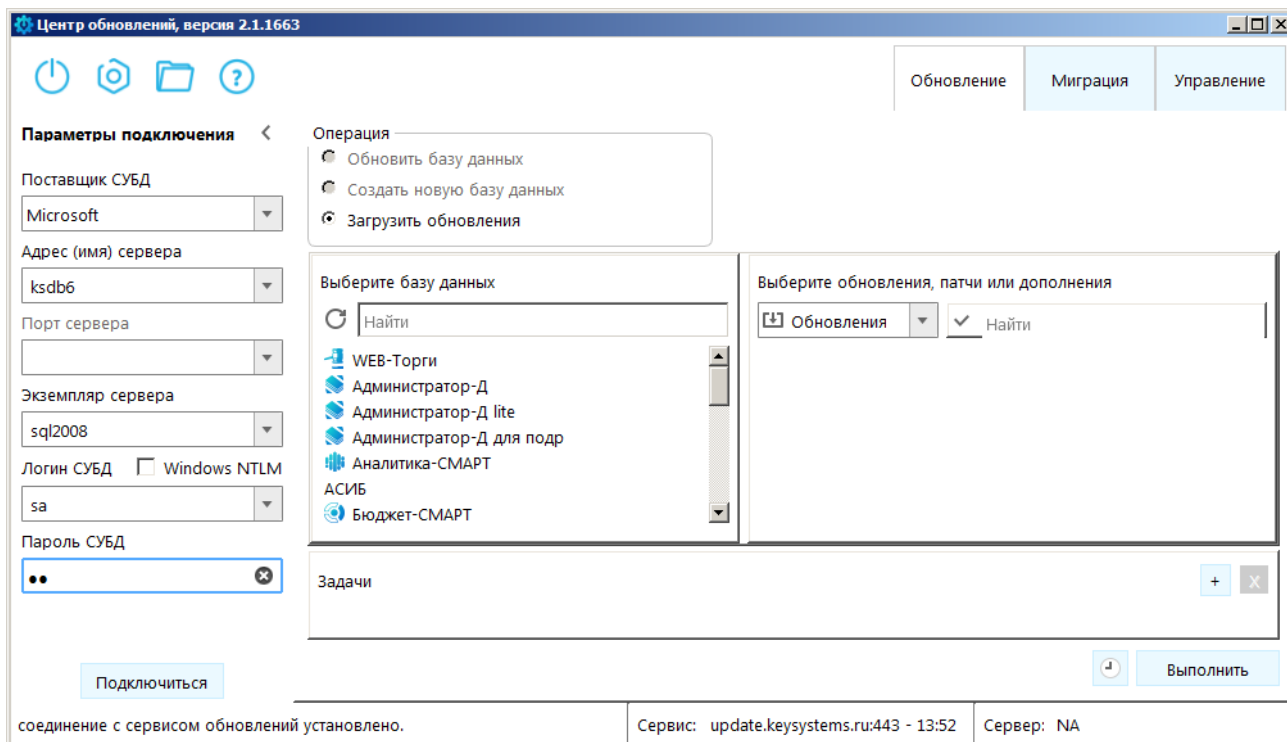 Центр обновлений, версия 2.1.1663
Обновление
Миграция
Управление
Параметры подключения
Поставщик СУБД
Microsoft
Адрес (имя) сервера
ksdb6
Порт сервера
Экземпляр сервера
sql2008
Логин СУБД
Windows NTLM
sa
Пароль СУБД
Подключиться
Операция
Обновить базу данных
Создать новую базу данных
Загрузить обновления
Выберите базу данных
Найти
WEB-Торги
Администратор-Д
Администратор-Д lite
Администратор-Д для подр
Аналитика-СМАРТ
АСИБ
Бюджет-СМАРТ
Выберите обновления, патчи или дополнения
Обновления
Найти
Задачи
+
X
Выполнить
соединение с сервисом обновлений установлено.
Сервис: update.keysystems.ru:443 - 13:52
Сервер: NA